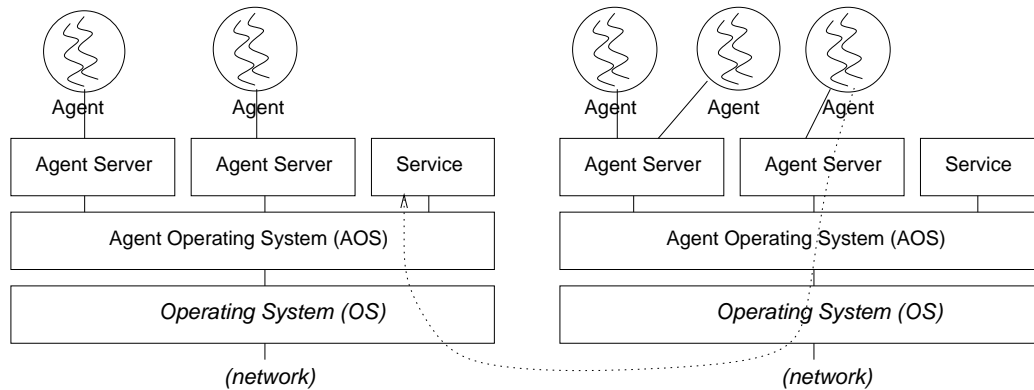 Agent
Agent
Agent Server
Agent Server
Service
Agent Operating System (AOS)
Operating System (OS)
(network)
Agent
Agent
Agent
Agent Server
Agent Server
Service
Agent Operating System (AOS)
Operating System (OS)
(network)